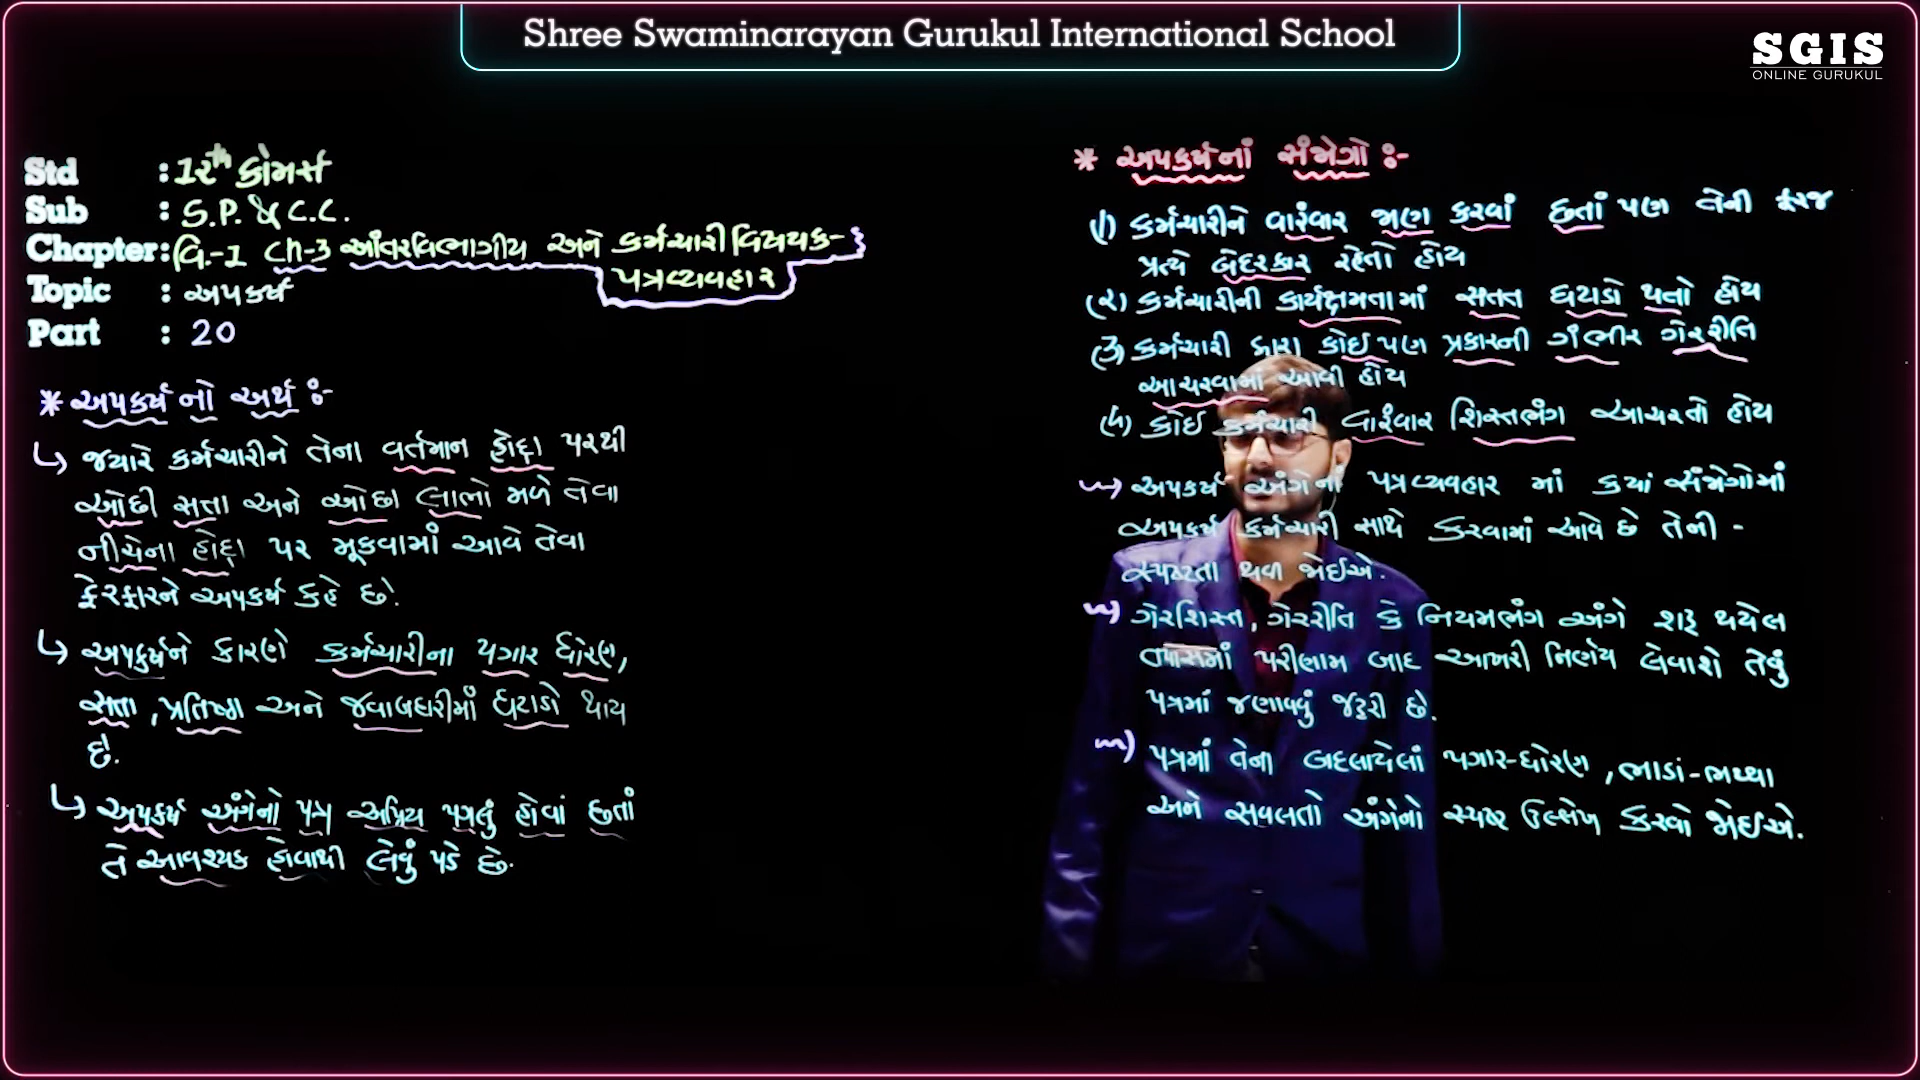 Shree Swaminarayan Gurukul International School
SGIS
ONLINE GURUKUL
Std : 12th કોમર્સ
Sub : S.P. & C.C.
Chapter: વિ.-1 Ch-3 આંતરવિભાગીય અને કર્મચારી વિષયક-
પત્રવ્યવહાર
Topic : અપકર્ષ
Part : 20
* અપકર્ષ નો અર્થ :-
↳ જયારે કર્મચારીને તેના વર્તમાન હોદ્દા પરથી
ઓછી સત્તા અને ઓછા લાભો મળે તેવા
નીચેના હોદ્દા પર મૂકવામાં આવે તેવા
ફેરફારને અપકર્ષ કહે છે.
↳ અપકર્ષને કારણે કર્મચારીના પગાર ધોરણ,
સત્તા, પ્રતિષ્ઠા અને જવાબદારીમાં ઘટાડો થાય
છે.
↳ અપકર્ષ અંગેનો પત્ર અપ્રિય પગલું હોવાં છતાં
તે આવશ્યક હોવાથી લેવું પડે છે.
* અપકર્ષનાં સંજોગો :-
(1) કર્મચારીને વારંવાર જાણ કરવાં છતાં પણ તેની ફરજ
પ્રત્યે બેદરકાર રહેતો હોય
(૨) કર્મચારીની કાર્યક્ષમતામાં સતત ઘટાડો થતો હોય
(૩) કર્મચારી દ્વારા કોઈ પણ પ્રકારની ગંભીર ગેરરીતિ
આચરવામાં આવી હોય
(૪) કોઈ કર્મચારી વારંવાર શિસ્તભંગ આચરતો હોય
અપકર્ષ અંગેના પત્રવ્યવહાર માં કયાં સંજોગોમાં
અપકર્ષ કર્મચારી સાથે કરવામાં આવે છે તેની -
સ્પષ્ટતા થવી જોઈએ.
ગેરશિસ્ત, ગેરરીતિ કે નિયમભંગ અંગે શરૂ થયેલ
તપાસમાં પરીણામ બાદ આખરી નિર્ણય લેવાશે તેવું
પત્રમાં જણાવવું જરૂરી છે.
પત્રમાં તેના બદલાયેલાં પગાર-ધોરણ, ભાડાં-ભથ્થા
અને સવલતો અંગેનો સ્પષ્ટ ઉલ્લેખ કરવો જોઈએ.